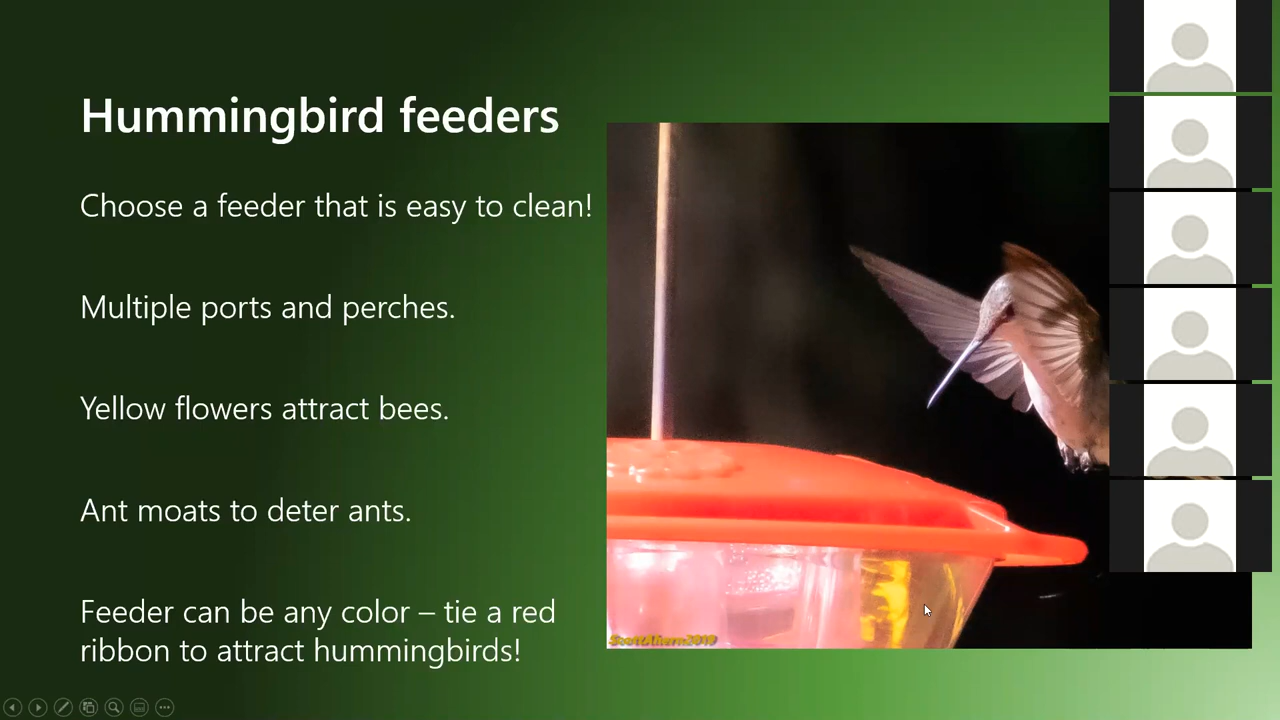 Hummingbird feeders
Choose a feeder that is easy to clean!
Multiple ports and perches.
Yellow flowers attract bees.
Ant moats to deter ants.
Feeder can be any color – tie a red
ribbon to attract hummingbirds!
ScottAhern2019